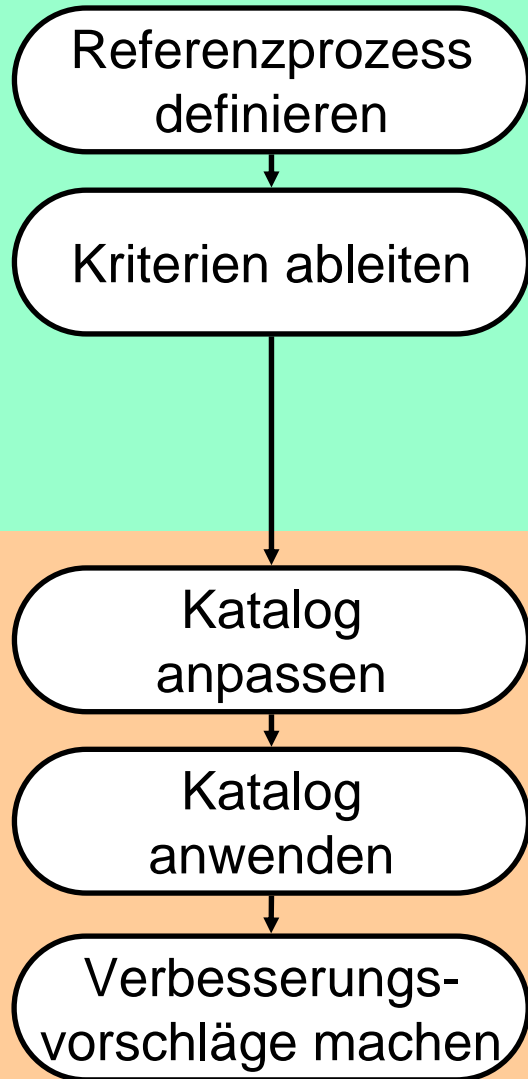 Referenzprozess
definieren
Kriterien ableiten
Katalog
anpassen
Katalog
anwenden
Verbesserungs-
vorschläge machen